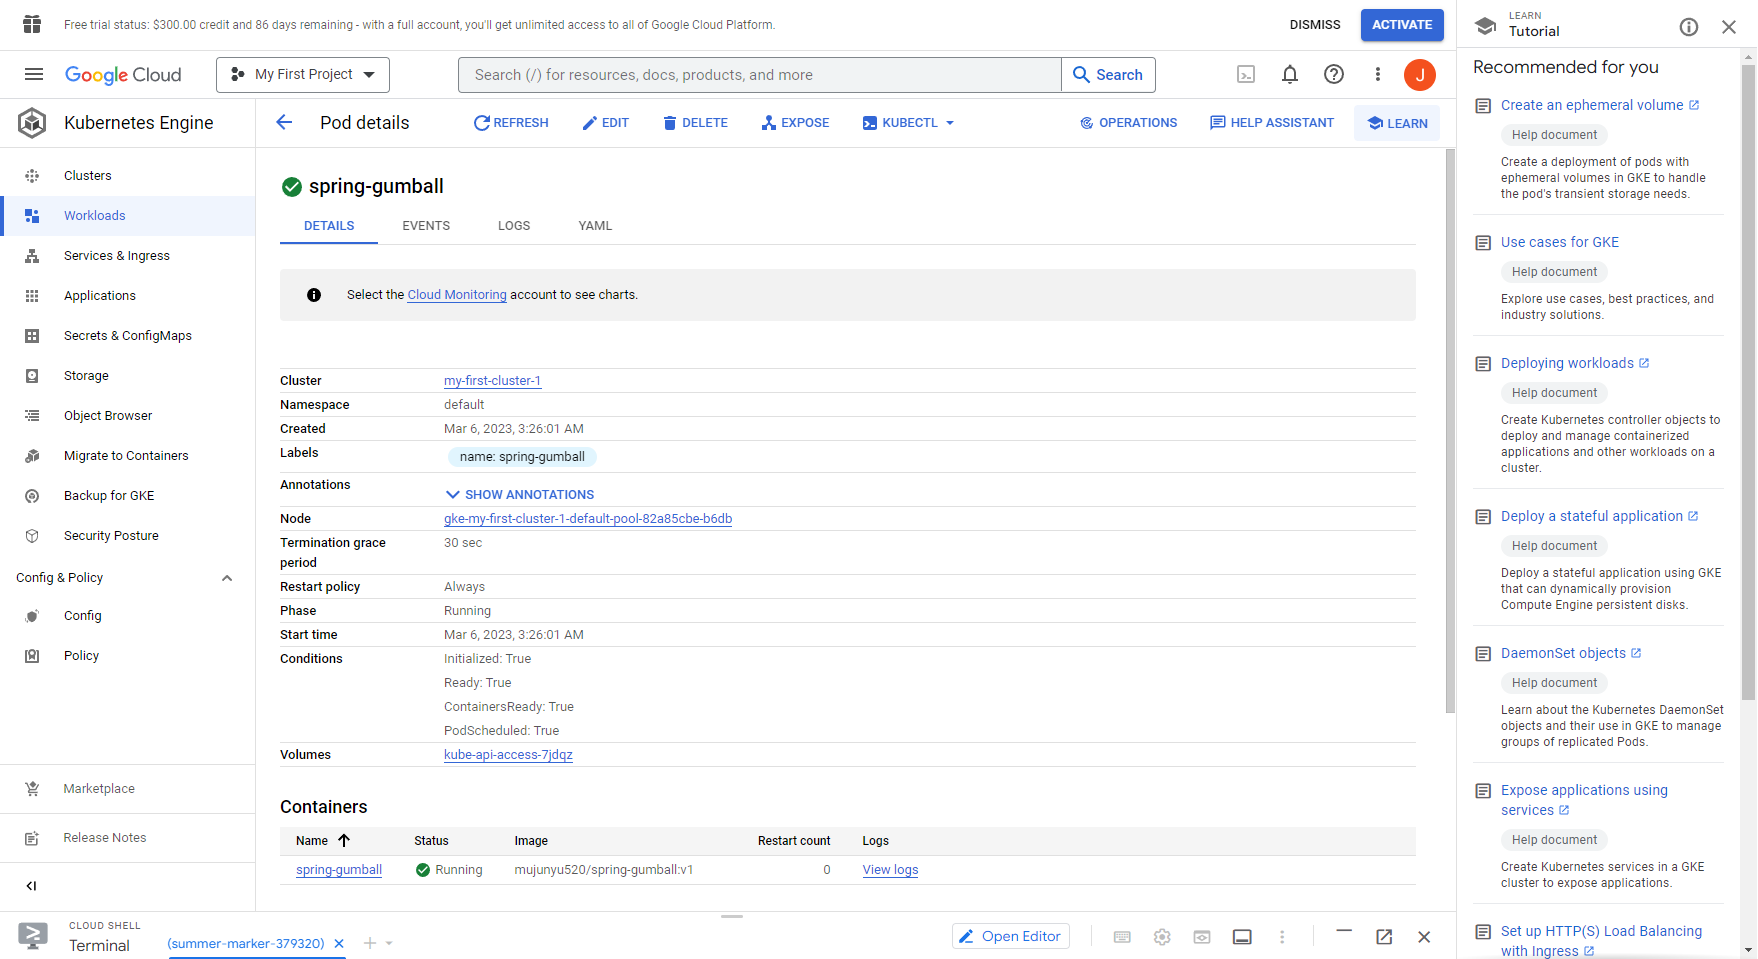 Free trial status: $300.00 credit and 86 days remaining - with a full account, you'll get unlimited access to all of Google Cloud Platform.
DISMISS
ACTIVATE
Google Cloud
My First Project
Search (/) for resources, docs, products, and more
Search
J
Kubernetes Engine
Clusters
Workloads
Services & Ingress
Applications
Secrets & ConfigMaps
Storage
Object Browser
Migrate to Containers
Backup for GKE
Security Posture
Config & Policy
Config
Policy
Marketplace
Release Notes
Pod details
REFRESH
EDIT
DELETE
EXPOSE
KUBECTL
OPERATIONS
HELP ASSISTANT
LEARN
spring-gumball
DETAILS
EVENTS
LOGS
YAML
Select the Cloud Monitoring account to see charts.
Cluster my-first-cluster-1
Namespace default
Created Mar 6, 2023, 3:26:01 AM
Labels name: spring-gumball
Annotations SHOW ANNOTATIONS
Node gke-my-first-cluster-1-default-pool-82a85cbe-b6db
Termination grace 30 sec
period
Restart policy Always
Phase Running
Start time Mar 6, 2023, 3:26:01 AM
Conditions Initialized: True
Ready: True
ContainersReady: True
PodScheduled: True
Volumes kube-api-access-7jdqz
Containers
Name Status Image Restart count Logs
spring-gumball Running mujunyu520/spring-gumball:v1 0 View logs
LEARN
Tutorial
Recommended for you
Create an ephemeral volume
Help document
Create a deployment of pods with
ephemeral volumes in GKE to handle
the pod's transient storage needs.
Use cases for GKE
Help document
Explore use cases, best practices, and
industry solutions.
Deploying workloads
Help document
Create Kubernetes controller objects to
deploy and manage containerized
applications and other workloads on a
cluster.
Deploy a stateful application
Help document
Deploy a stateful application using GKE
that can dynamically provision
Compute Engine persistent disks.
DaemonSet objects
Help document
Learn about the Kubernetes DaemonSet
objects and their use in GKE to manage
groups of replicated Pods.
Expose applications using
services
Help document
Create Kubernetes services in a GKE
cluster to expose applications.
Set up HTTP(S) Load Balancing
with Ingress
CLOUD SHELL
Terminal
(summer-marker-379320)
Open Editor